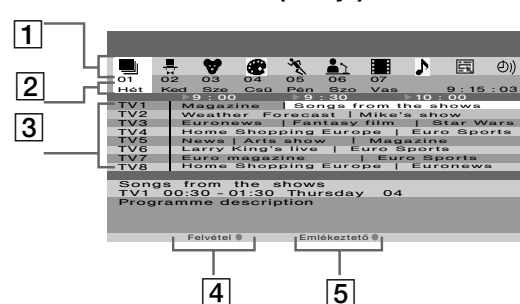 1
01 02 03 04 05 06 07
2
Hét Ked Sze Csü Pén Szo Vas 9:15:03
9:00 9:30 10:00
3
TV1 Magazine | Songs from the shows
TV2 Weather Forecast | Mike's show
TV3 Euronews | Fantasy film | Star Wars
TV4 Home Shopping Europe | Euro Sports
TV5 News | Arts show | Magazine
TV6 Larry King's live | Euro Sports
TV7 Euro magazine | Euro Sports
TV8 Home Shopping Europe | Euronews
Songs from the shows
TV1 00:30 - 01:30 Thursday 04
Programme description
Felvétel Emlékeztető
4 5